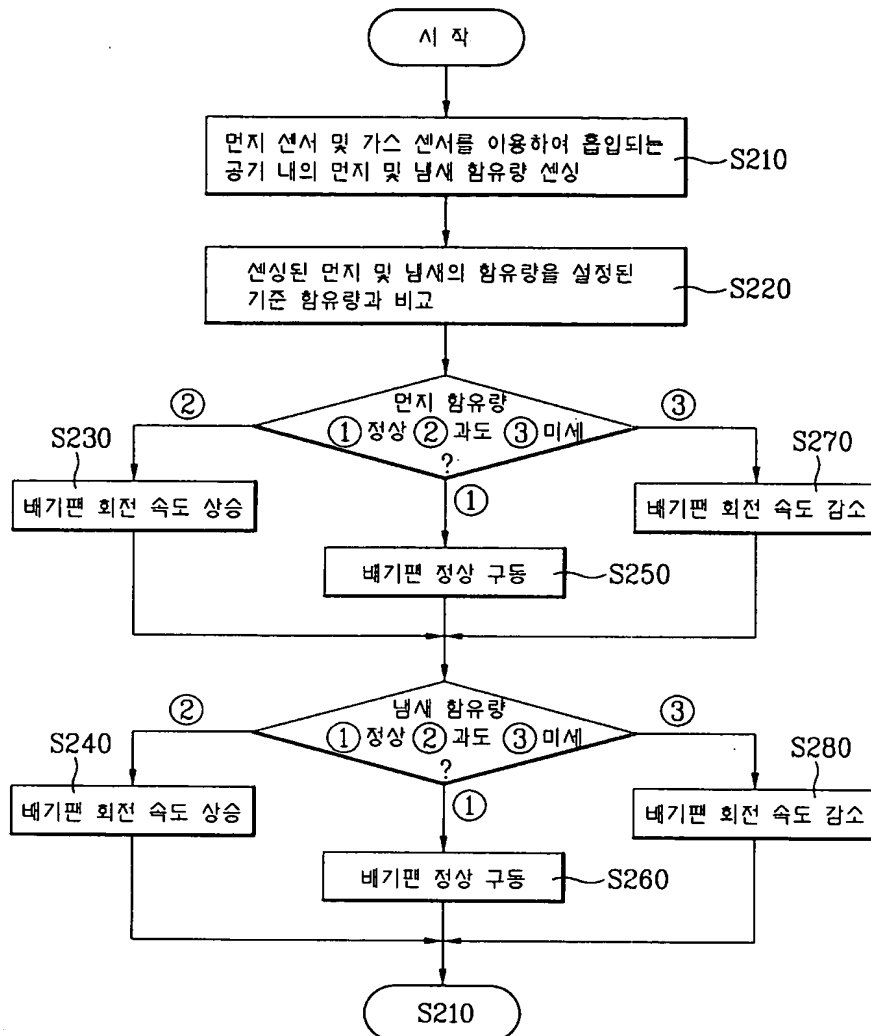 시 작
먼지 센서 및 가스 센서를 이용하여 흡입되는
공기 내의 먼지 및 냄새 함유량 센싱
S210
센싱된 먼지 및 냄새의 함유량을 설정된
기준 함유량과 비교
S220
먼지 함유량
① 정상 ② 과도 ③ 미세
?
②
③
①
S230
배기팬 회전 속도 상승
S270
배기팬 회전 속도 감소
배기팬 정상 구동
S250
냄새 함유량
① 정상 ② 과도 ③ 미세
?
②
③
①
S240
배기팬 회전 속도 상승
S280
배기팬 회전 속도 감소
배기팬 정상 구동
S260
S210